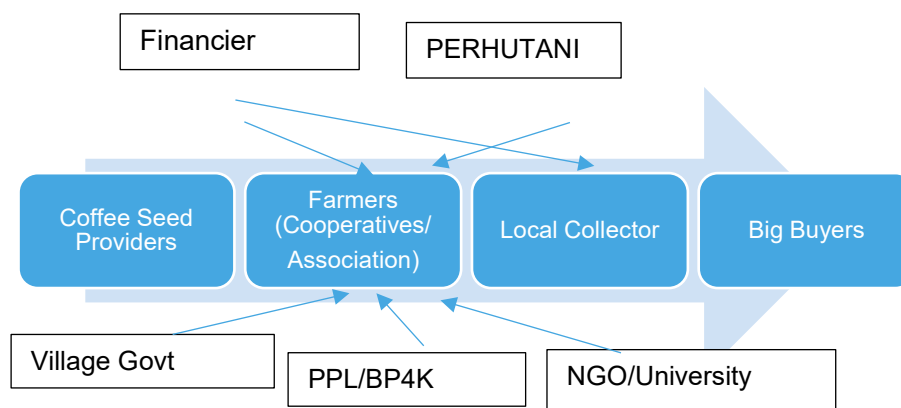 Financier
PERHUTANI
Coffee Seed
Providers
Farmers
(Cooperatives/
Association)
Local Collector
Big Buyers
Village Govt
PPL/BP4K
NGO/University